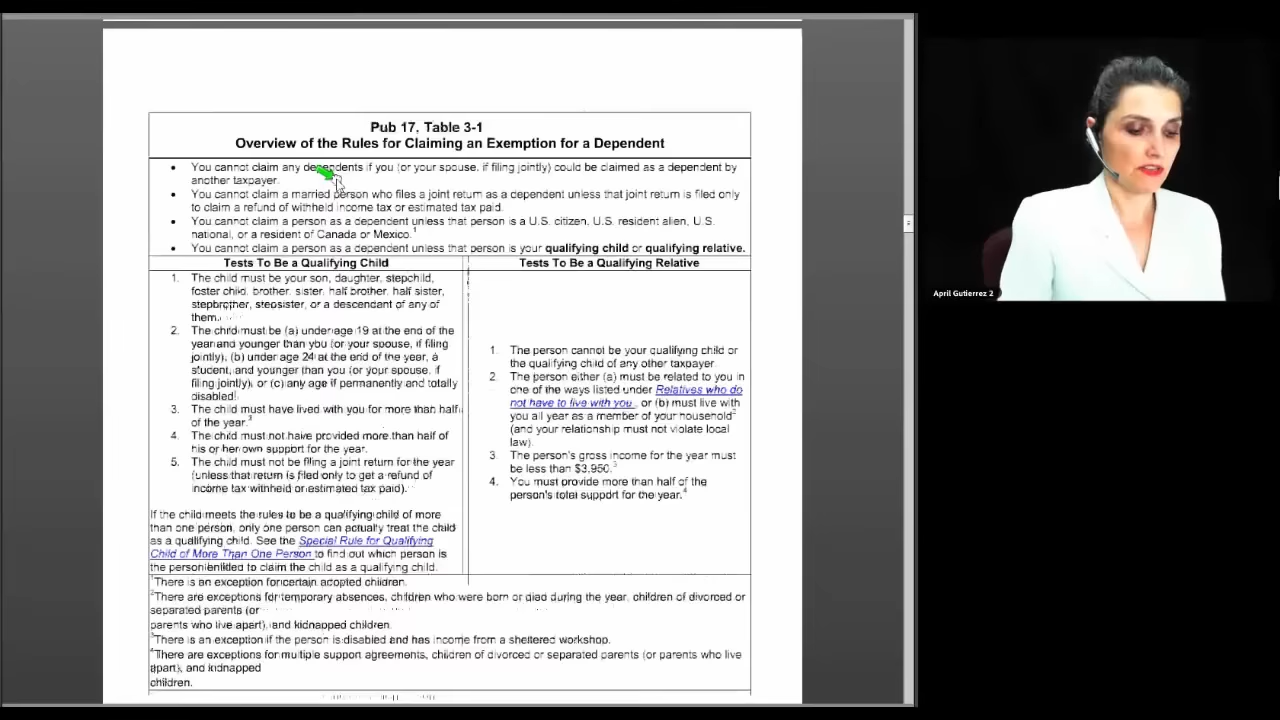 Pub 17, Table 3-1
Overview of the Rules for Claiming an Exemption for a Dependent
• You cannot claim any dependents if you (or your spouse, if filing jointly) could be claimed as a dependent by
another taxpayer.
• You cannot claim a married person who files a joint return as a dependent unless that joint return is filed only
to claim a refund of withheld income tax or estimated tax paid.
• You cannot claim a person as a dependent unless that person is a U.S. citizen, U.S. resident alien, U.S.
national, or a resident of Canada or Mexico.1
• You cannot claim a person as a dependent unless that person is your qualifying child or qualifying relative.
Tests To Be a Qualifying Child
1. The child must be your son, daughter, stepchild,
foster child, brother, sister, half brother, half sister,
stepbrother, stepsister, or a descendant of any of
them.
2. The child must be (a) under age 19 at the end of the
year and younger than you (or your spouse, if filing
jointly), (b) under age 24 at the end of the year, a
student, and younger than you (or your spouse, if
filing jointly), or (c) any age if permanently and totally
disabled.
3. The child must have lived with you for more than half
of the year.3
4. The child must not have provided more than half of
his or her own support for the year.
5. The child must not be filing a joint return for the year
(unless that return is filed only to get a refund of
income tax withheld or estimated tax paid).
If the child meets the rules to be a qualifying child of more
than one person, only one person can actually treat the child
as a qualifying child. See the Special Rule for Qualifying
Child of More Than One Person to find out which person is
the person entitled to claim the child as a qualifying child.
Tests To Be a Qualifying Relative
1. The person cannot be your qualifying child or
the qualifying child of any other taxpayer
2. The person either (a) must be related to you in
one of the ways listed under Relatives who do
not have to live with you , or (b) must live with
you all year as a member of your household2
(and your relationship must not violate local
law).
3. The person's gross income for the year must
be less than $3,950.3
4. You must provide more than half of the
person's total support for the year.4
1There is an exception for certain adopted children.
2There are exceptions for temporary absences, children who were born or died during the year, children of divorced or
separated parents (or
parents who live apart), and kidnapped children.
3There is an exception if the person is disabled and has income from a sheltered workshop.
4There are exceptions for multiple support agreements, children of divorced or separated parents (or parents who live
apart), and kidnapped
children.
April Gutierrez 2